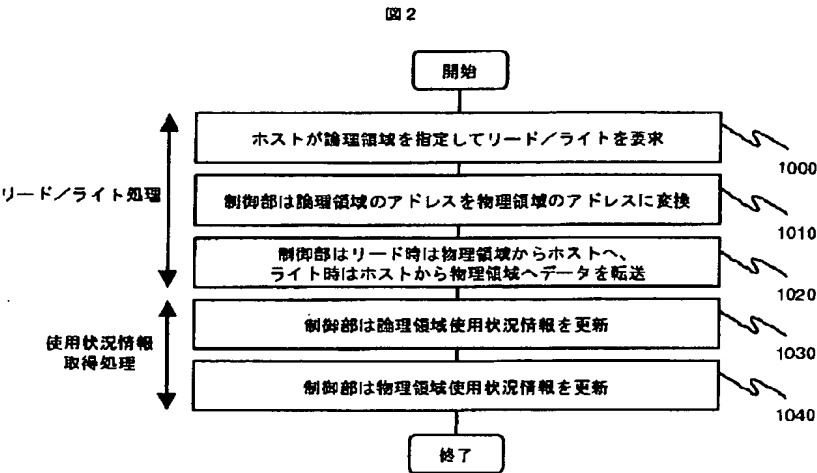 図2
開始
ホストが論理領域を指定してリード／ライトを要求
1000
リード／ライト処理
制御部は論理領域のアドレスを物理領域のアドレスに変換
1010
制御部はリード時は物理領域からホストへ、
ライト時はホストから物理領域へデータを転送
1020
使用状況情報
取得処理
制御部は論理領域使用状況情報を更新
1030
制御部は物理領域使用状況情報を更新
1040
終了